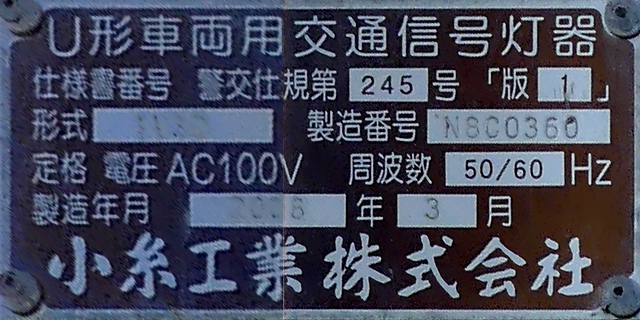 U形車両用交通信号灯器
仕様書番号 警交仕規第 245 号 「版 1 」
形式 製造番号 N8C0360
定格 電圧 AC100V 周波数 50/60 Hz
製造年月 年 3 月
小糸工業株式会社